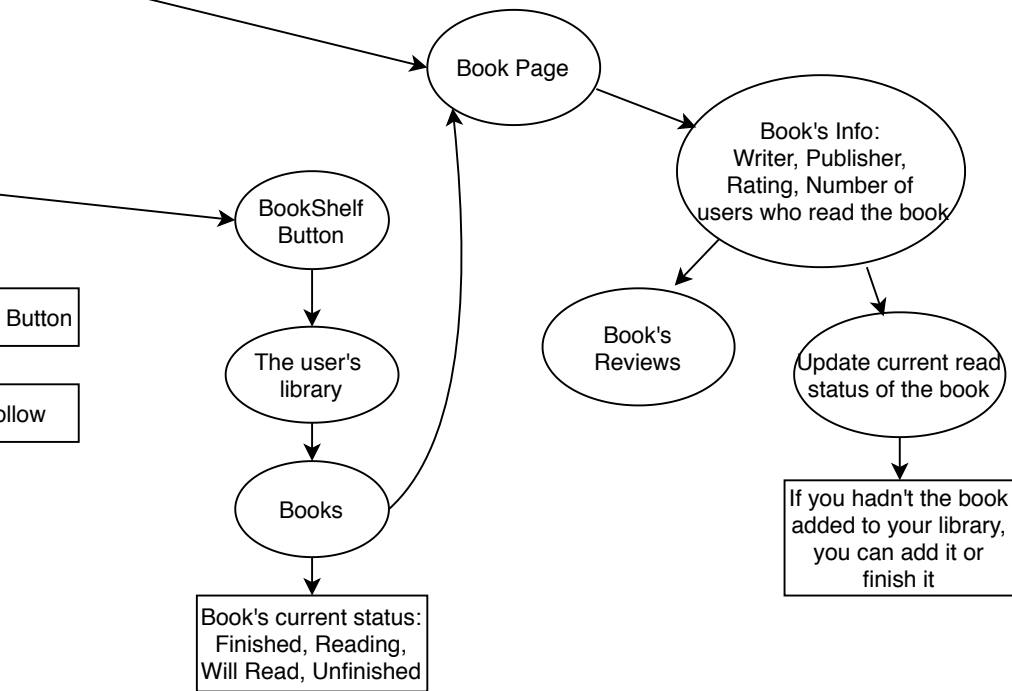 Book Page
Book's Info:
Writer, Publisher,
Rating, Number of
users who read the book
BookShelf
Button
Button
The user's
library
Book's
Reviews
Update current read
status of the book
ollow
Books
If you hadn't the book
added to your library,
you can add it or
finish it
Book's current status:
Finished, Reading,
Will Read, Unfinished